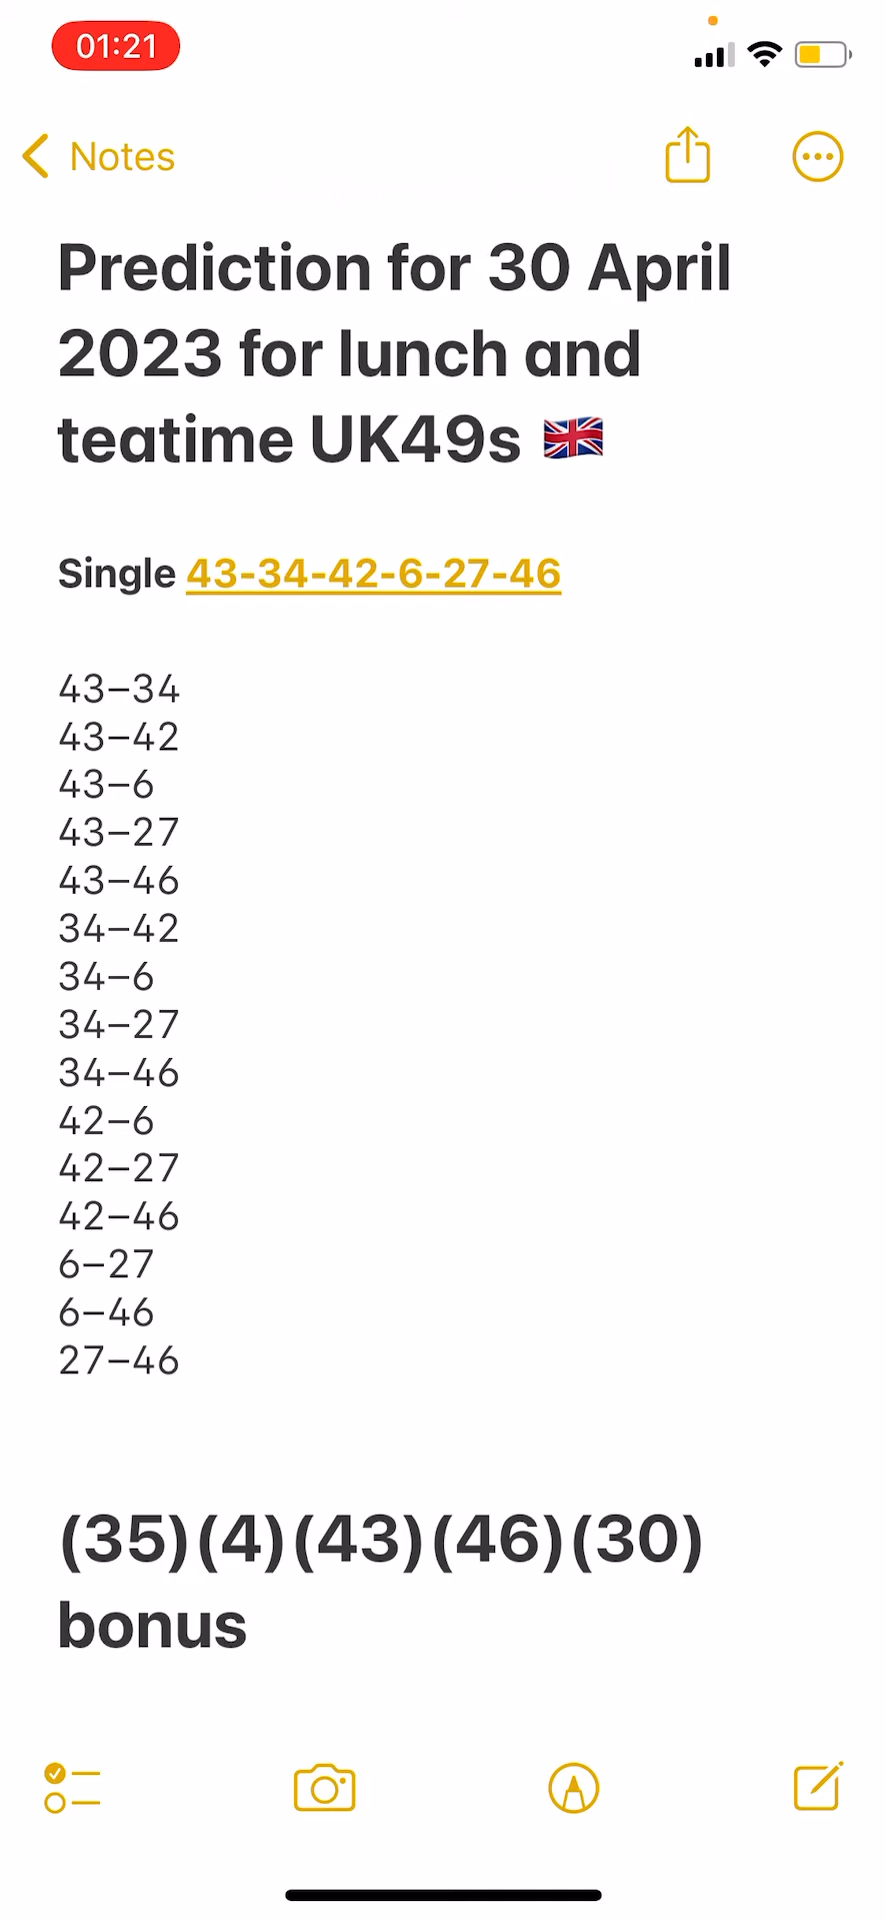 01:21
Notes
Prediction for 30 April
2023 for lunch and
teatime UK49s 🇬🇧
Single 43-34-42-6-27-46
43–34
43–42
43–6
43–27
43–46
34–42
34–6
34–27
34–46
42–6
42–27
42–46
6–27
6–46
27–46
(35)(4)(43)(46)(30)
bonus